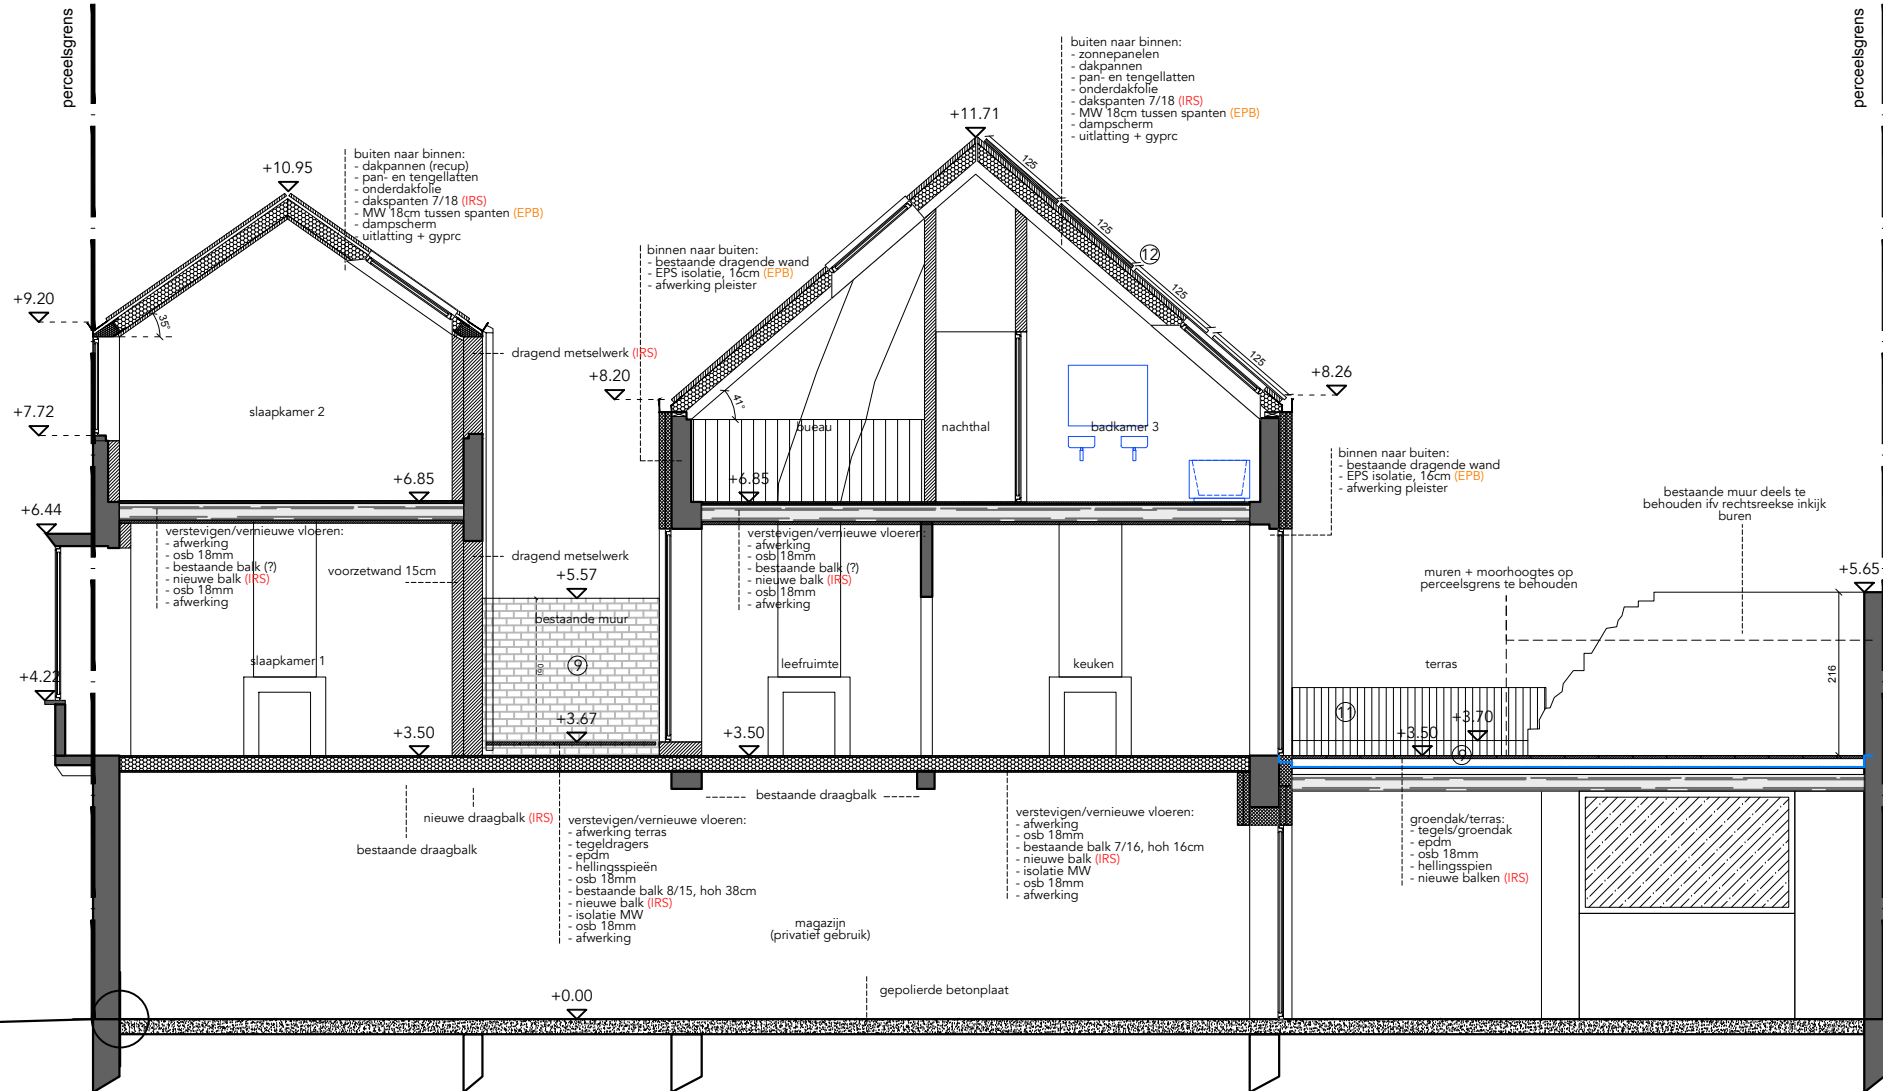 perceelsgrens
perceelsgrens
buiten naar binnen:
- zonnepanelen
- dakpannen
- pan- en tengellatten
- onderdakfolie
- dakspanten 7/18 (IRS)
- MW 18cm tussen spanten (EPB)
- dampscherm
- uitlatting + gyprc
+11.71
125
125
125
125
12
buiten naar binnen:
- dakpannen (recup)
- pan- en tengellatten
- onderdakfolie
- dakspanten 7/18 (IRS)
- MW 18cm tussen spanten (EPB)
- dampscherm
- uitlatting + gyprc
+10.95
binnen naar buiten:
- bestaande dragende wand
- EPS isolatie, 16cm (EPB)
- afwerking pleister
+9.20
35°
dragend metselwerk (IRS)
+8.20
+8.26
41°
+7.72
slaapkamer 2
bueau
nachthal
badkamer 3
binnen naar buiten:
- bestaande dragende wand
- EPS isolatie, 16cm (EPB)
- afwerking pleister
+6.85
+6.85
bestaande muur deels te
behouden ifv rechtsreekse inkijk
buren
+6.44
verstevigen/vernieuwe vloeren:
- afwerking
- osb 18mm
- bestaande balk (?)
- nieuwe balk (IRS)
- osb 18mm
- afwerking
voorzetwand 15cm
dragend metselwerk
verstevigen/vernieuwe vloeren:
- afwerking
- osb 18mm
- bestaande balk (?)
- nieuwe balk (IRS)
- osb 18mm
- afwerking
+5.57
muren + moorhoogtes op
perceelsgrens te behouden
+5.65
bestaande muur
190
9
slaapkamer 1
leefruimte
keuken
terras
216
+4.22
11
+3.50
+3.67
+3.50
+3.50
+3.70
9
bestaande draagbalk
nieuwe draagbalk (IRS)
bestaande draagbalk
verstevigen/vernieuwe vloeren:
- afwerking terras
- tegeldragers
- epdm
- hellingsspieën
- osb 18mm
- bestaande balk 8/15, hoh 38cm
- nieuwe balk (IRS)
- isolatie MW
- osb 18mm
- afwerking
verstevigen/vernieuwe vloeren:
- afwerking
- osb 18mm
- bestaande balk 7/16, hoh 16cm
- nieuwe balk (IRS)
- isolatie MW
- osb 18mm
- afwerking
groendak/terras:
- tegels/groendak
- epdm
- osb 18mm
- hellingsspien
- nieuwe balken (IRS)
magazijn
(privatief gebruik)
+0.00
gepolierde betonplaat